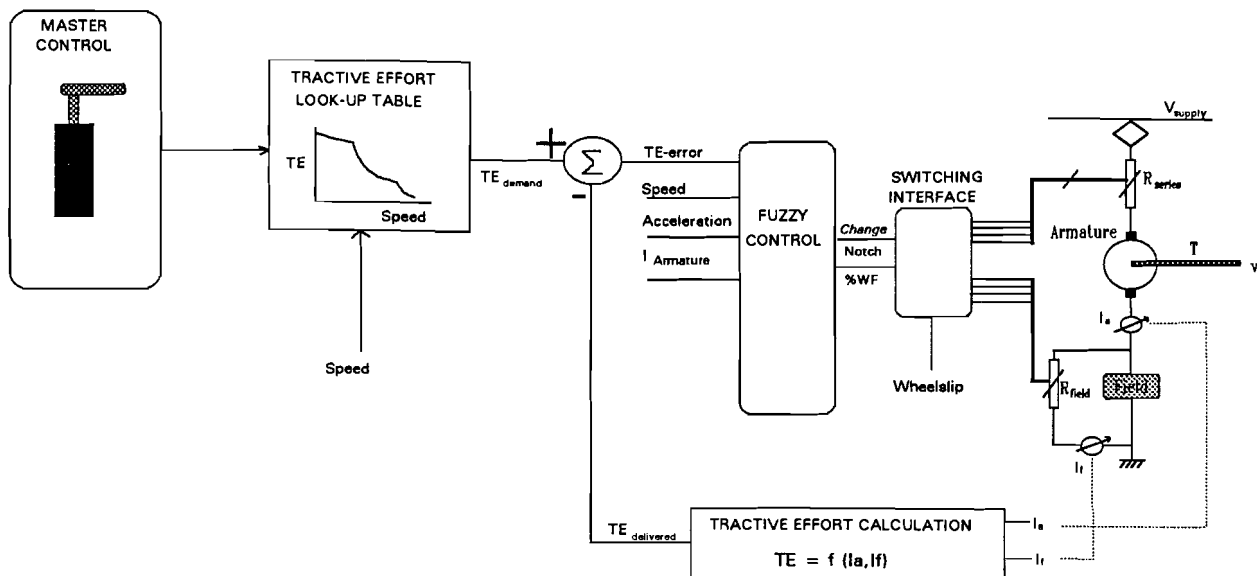 MASTER
CONTROL
TRACTIVE EFFORT
LOOK-UP TABLE
TE
Speed
Speed
TE demand
+
Σ
-
TE-error
Speed
Acceleration
I Armature
FUZZY
CONTROL
Change
Notch
%WF
SWITCHING
INTERFACE
Wheelslip
V supply
R series
Armature
T
I a
R field
Field
I f
TE delivered
TRACTIVE EFFORT CALCULATION
TE = f (Ia,If)
I a
I f